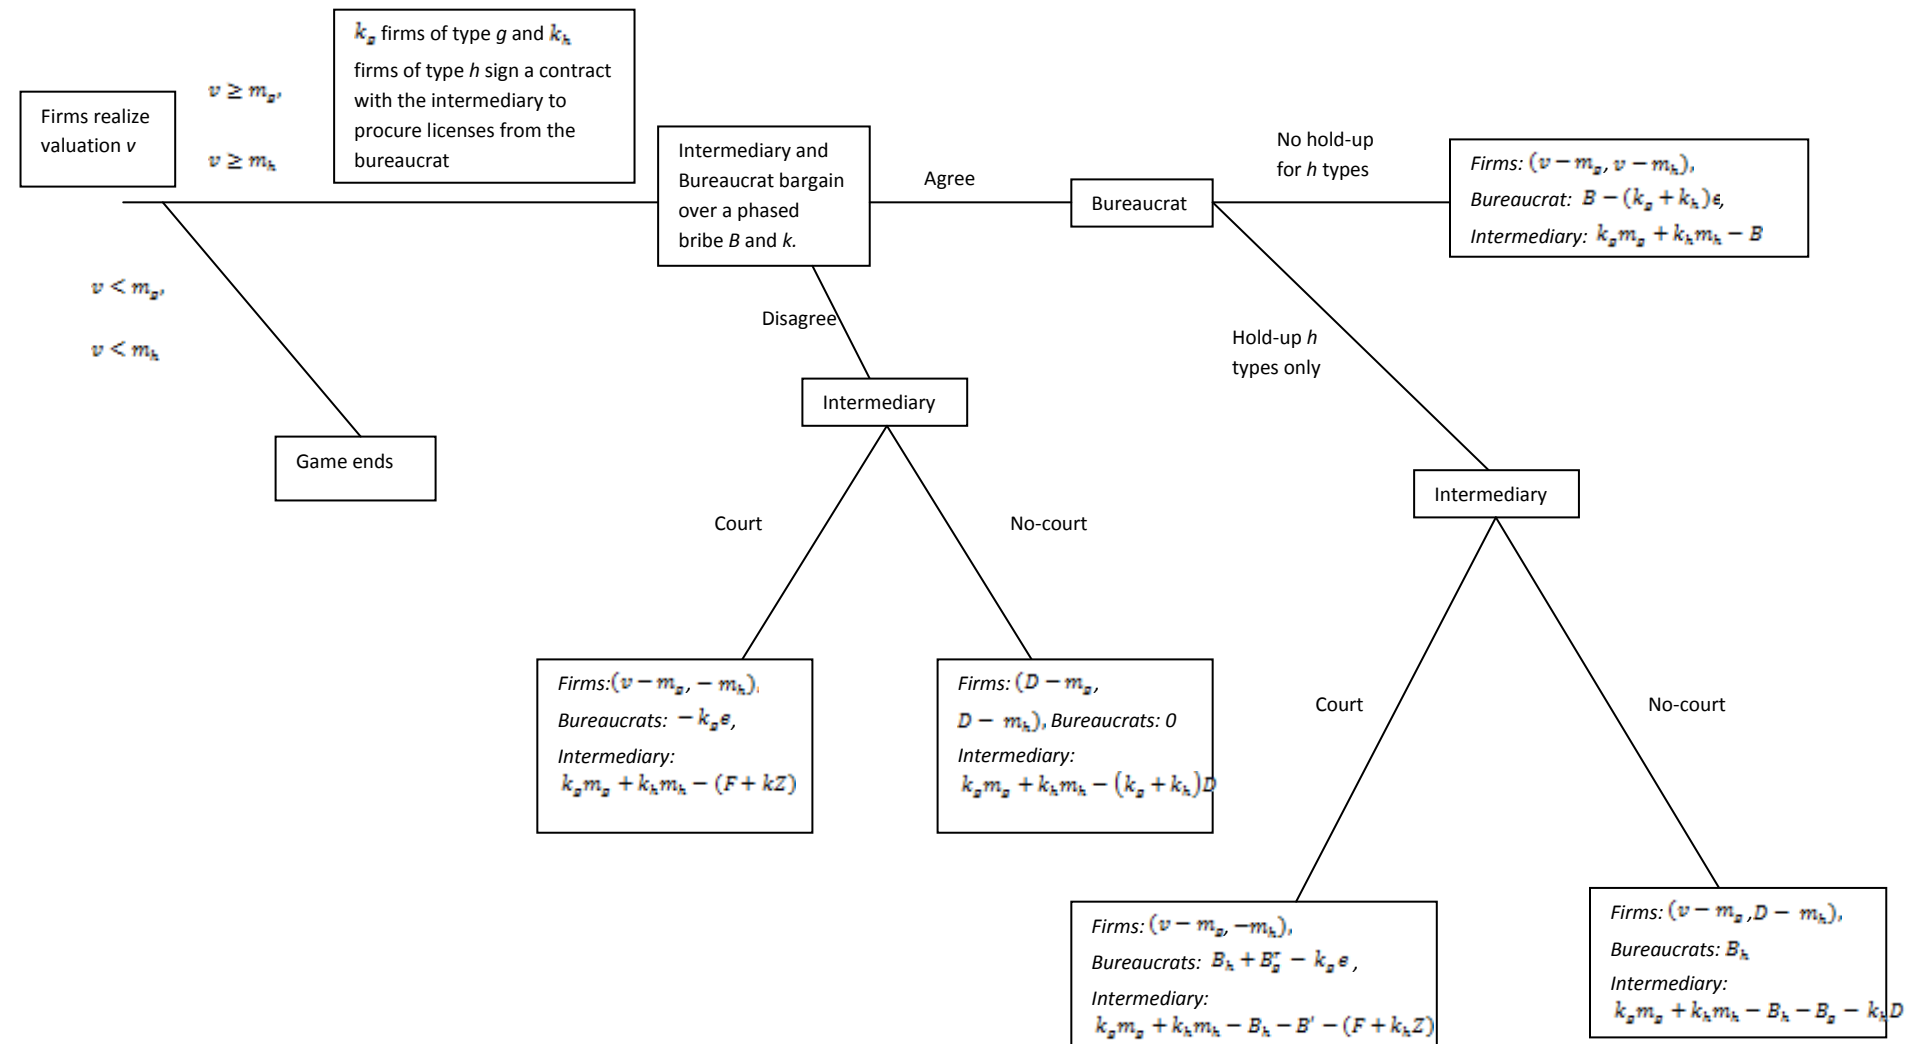 Firms realize
valuation v
v ≥ m_g,
v ≥ m_h
k_g firms of type g and k_h
firms of type h sign a contract
with the intermediary to
procure licenses from the
bureaucrat
Intermediary and
Bureaucrat bargain
over a phased
bribe B and k.
Agree
Bureaucrat
No hold-up
for h types
Firms: (v − m_g, v − m_h),
Bureaucrat: B − (k_g + k_h)e,
Intermediary: k_g m_g + k_h m_h − B
v < m_g,
v < m_h
Game ends
Disagree
Intermediary
Hold-up h
types only
Intermediary
Court
No-court
Firms:(v − m_g, − m_h),
Bureaucrats: −k_g e,
Intermediary:
k_g m_g + k_h m_h − (F + kZ)
Firms: (D − m_g,
D − m_h), Bureaucrats: 0
Intermediary:
k_g m_g + k_h m_h − (k_g + k_h)D
Court
No-court
Firms: (v − m_g, −m_h),
Bureaucrats: B_h + B_g^r − k_g e ,
Intermediary:
k_g m_g + k_h m_h − B_h − B' − (F + k_h Z)
Firms: (v − m_g ,D − m_h),
Bureaucrats: B_h
Intermediary:
k_g m_g + k_h m_h − B_h − B_g − k_h D